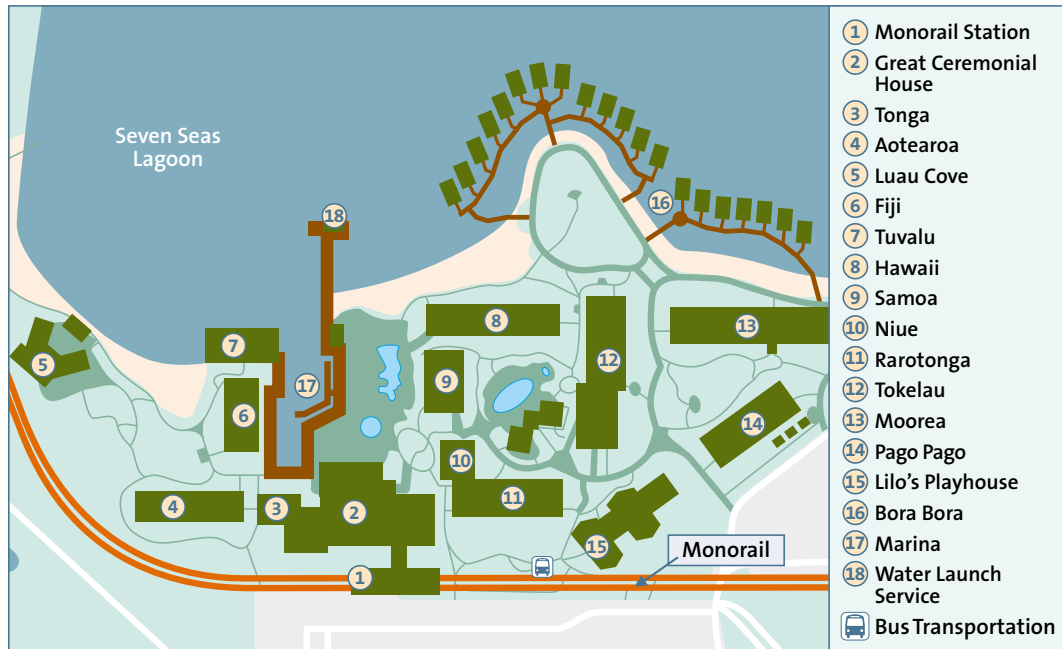 Seven Seas
Lagoon
18
16
8
13
7
12
5
9
17
6
14
10
11
4
3
2
15
Monorail
1
1 Monorail Station
2 Great Ceremonial
House
3 Tonga
4 Aotearoa
5 Luau Cove
6 Fiji
7 Tuvalu
8 Hawaii
9 Samoa
10 Niue
11 Rarotonga
12 Tokelau
13 Moorea
14 Pago Pago
15 Lilo's Playhouse
16 Bora Bora
17 Marina
18 Water Launch
Service
Bus Transportation